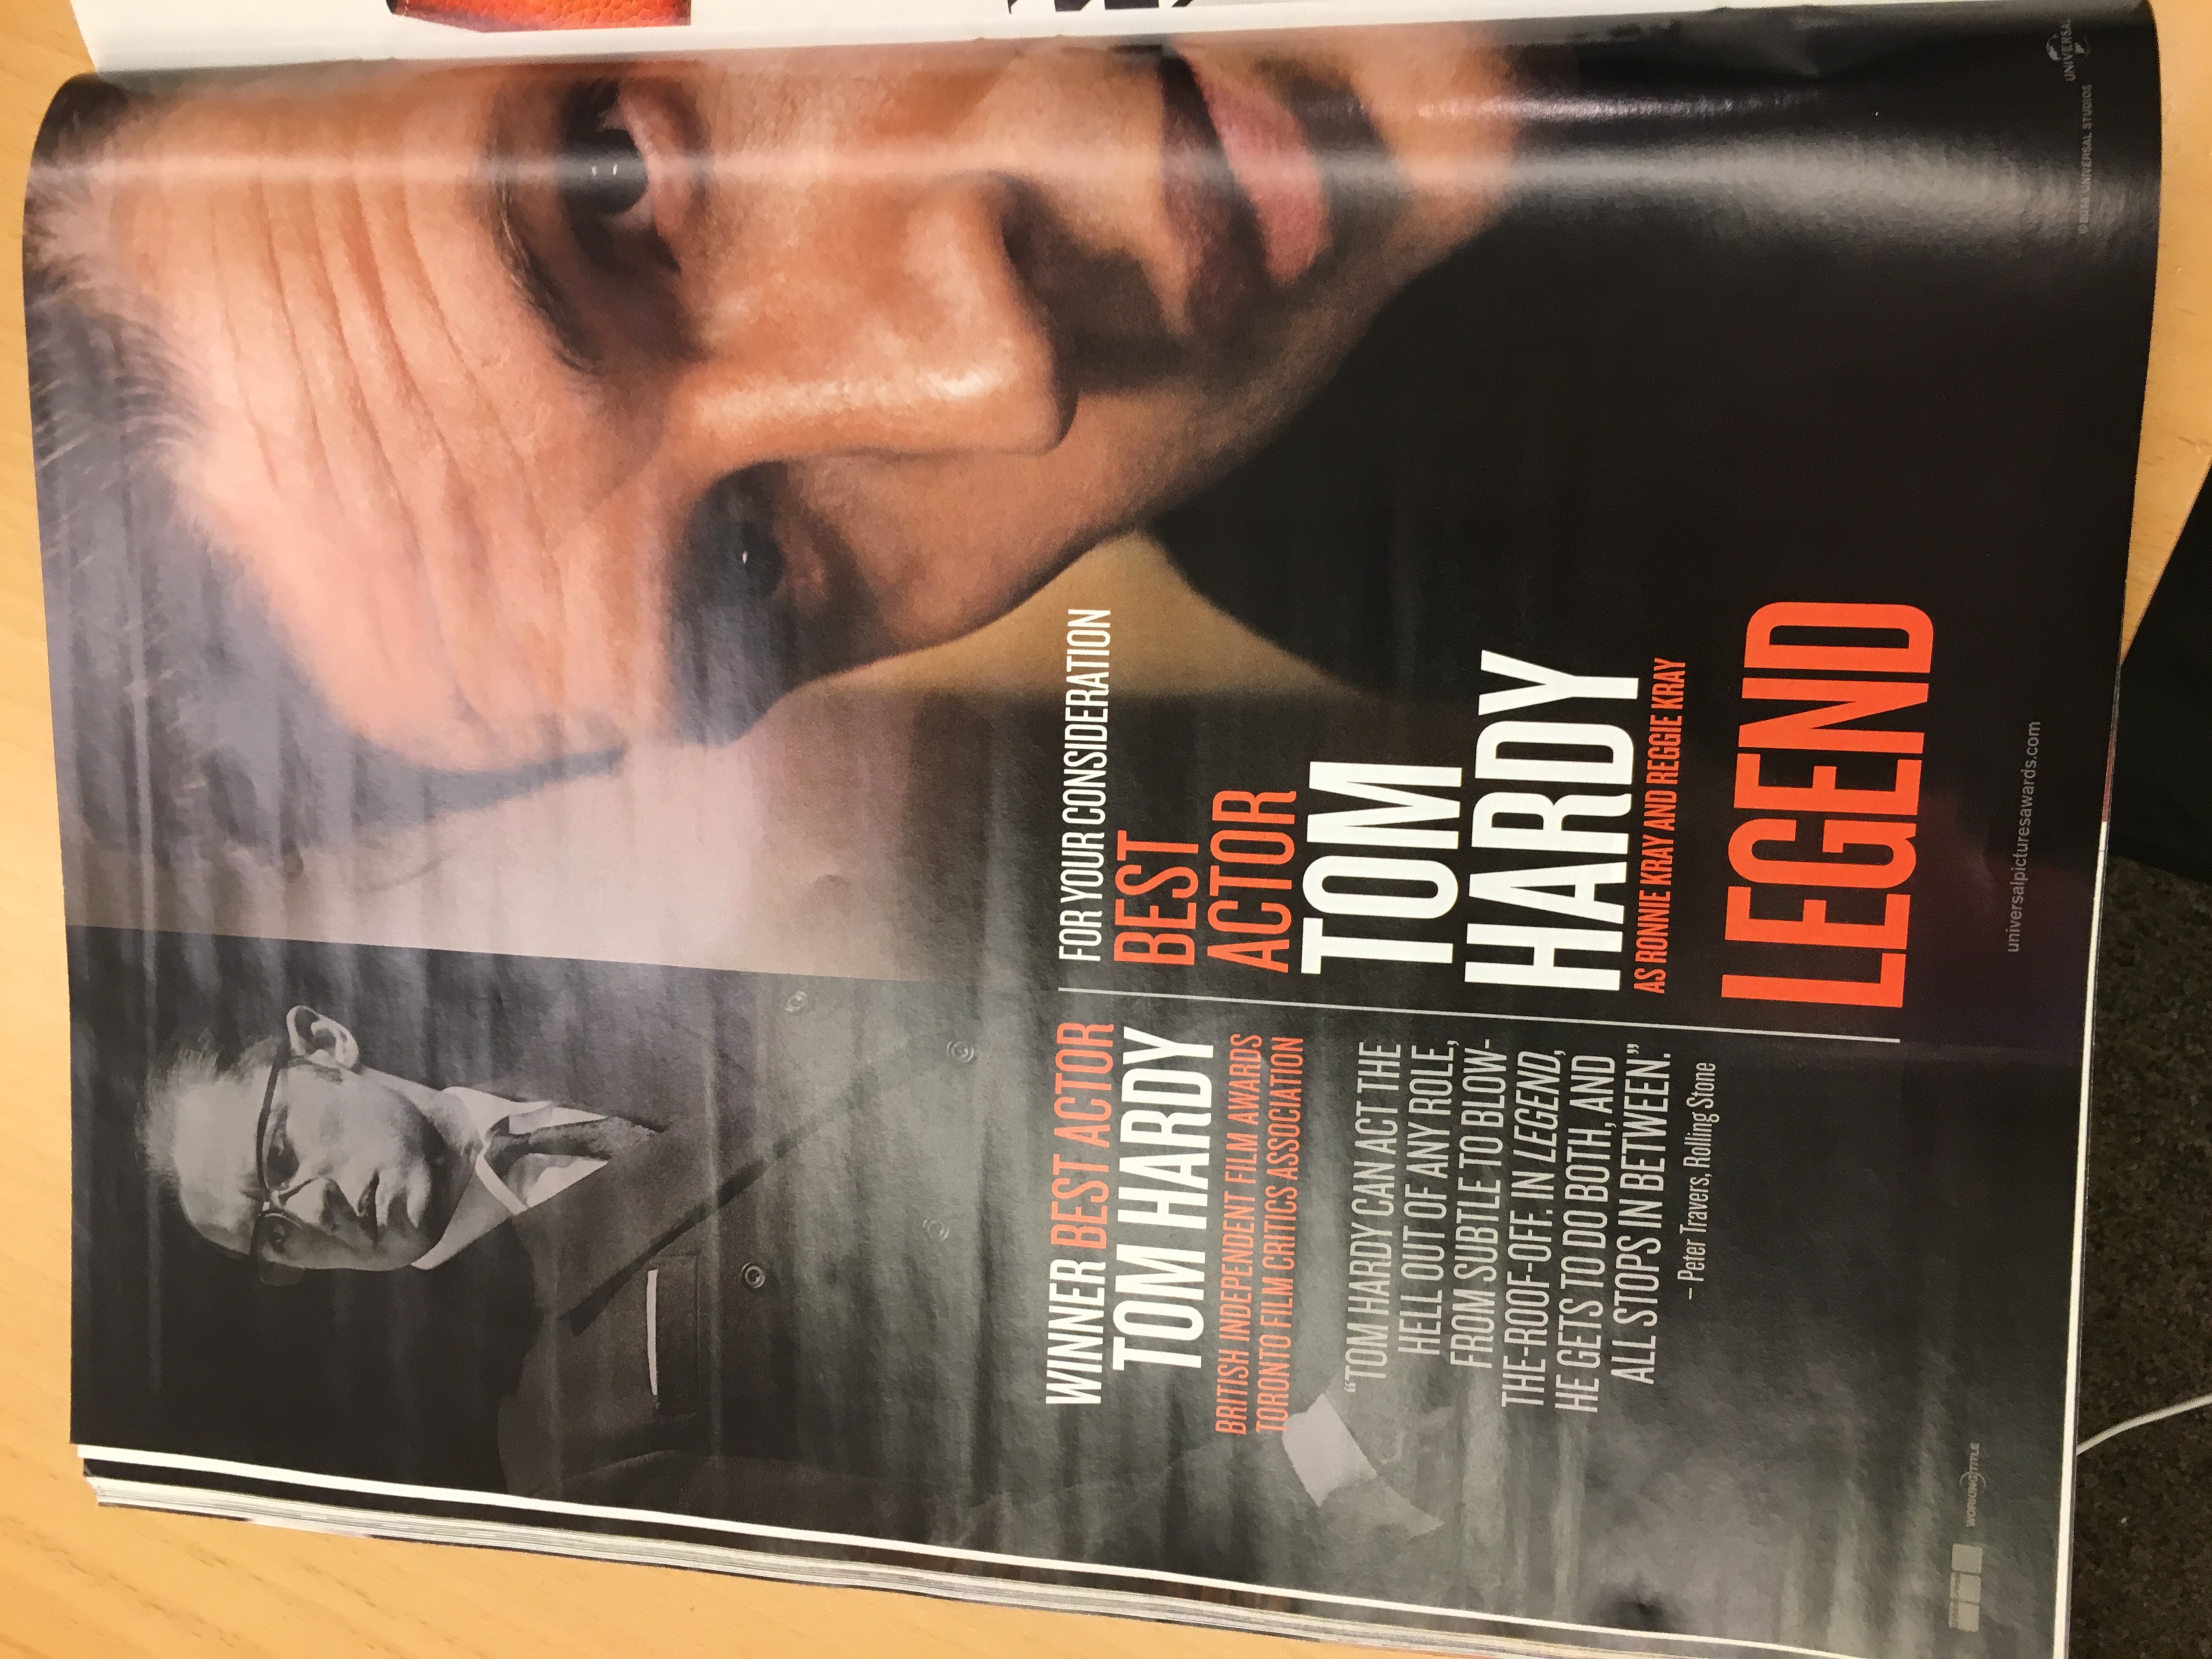 WINNER BEST ACTOR
TOM HARDY
BRITISH INDEPENDENT FILM AWARDS
TORONTO FILM CRITICS ASSOCIATION
“TOM HARDY CAN ACT THE
HELL OUT OF ANY ROLE,
FROM SUBTLE TO BLOW-
THE-ROOF-OFF. IN LEGEND,
HE GETS TO DO BOTH, AND
ALL STOPS IN BETWEEN.”
– Peter Travers, Rolling Stone
FOR YOUR CONSIDERATION
BEST
ACTOR
TOM
HARDY
AS RONNIE KRAY AND REGGIE KRAY
LEGEND
WORKING TITLE
universalpicturesawards.com
UNIVERSAL
UNIVERSAL STUDIOS